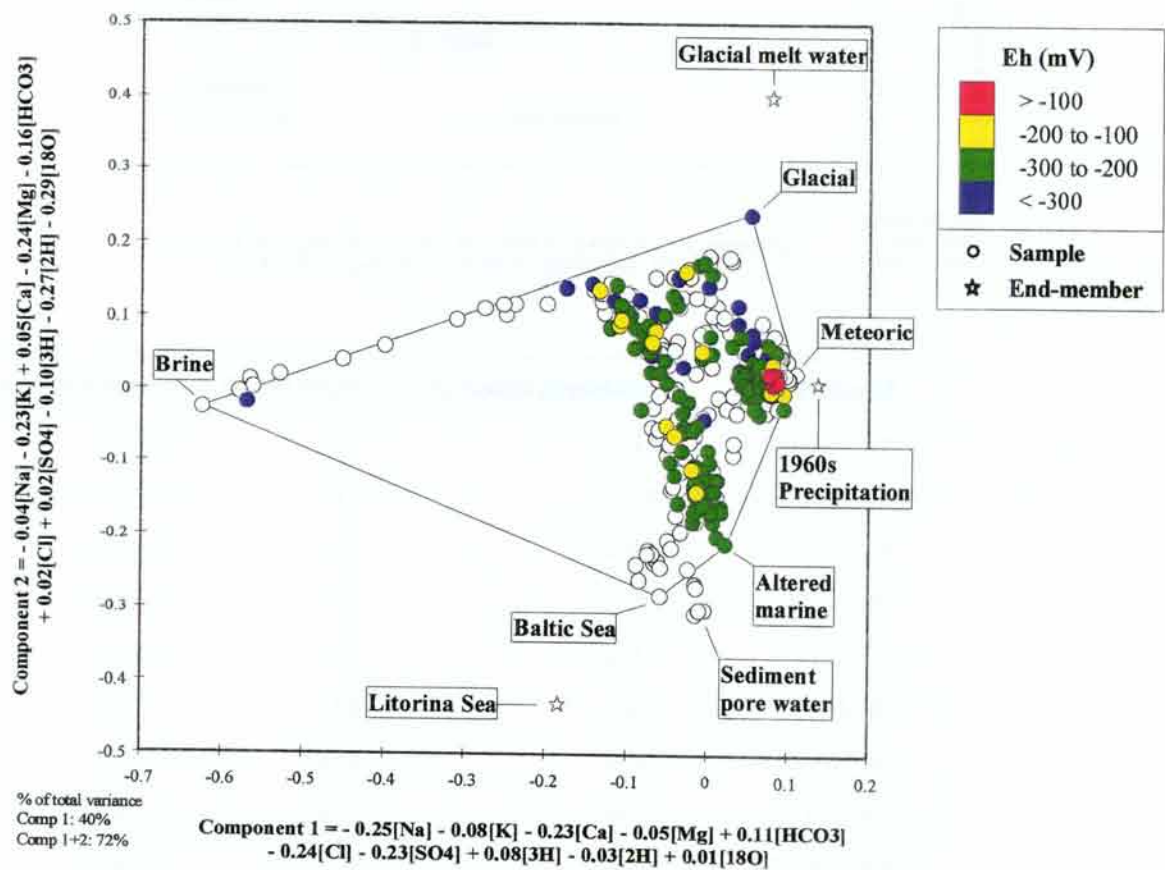 Component 2 = - 0.04[Na] - 0.23[K] + 0.05[Ca] - 0.24[Mg] - 0.16[HCO3]
+ 0.02[Cl] + 0.02[SO4] - 0.10[3H] - 0.27[2H] - 0.29[18O]
0.5
0.4
0.3
0.2
0.1
0
-0.1
-0.2
-0.3
-0.4
-0.5
Glacial melt water
Glacial
Meteoric
Brine
1960s
Precipitation
Altered
marine
Baltic Sea
Sediment
pore water
Litorina Sea
-0.7
-0.6
-0.5
-0.4
-0.3
-0.2
-0.1
0
0.1
0.2
Eh (mV)
> -100
-200 to -100
-300 to -200
< -300
Sample
End-member
% of total variance
Comp 1: 40%
Comp 1+2: 72%
Component 1 = - 0.25[Na] - 0.08[K] - 0.23[Ca] - 0.05[Mg] + 0.11[HCO3]
- 0.24[Cl] - 0.23[SO4] + 0.08[3H] - 0.03[2H] + 0.01[18O]